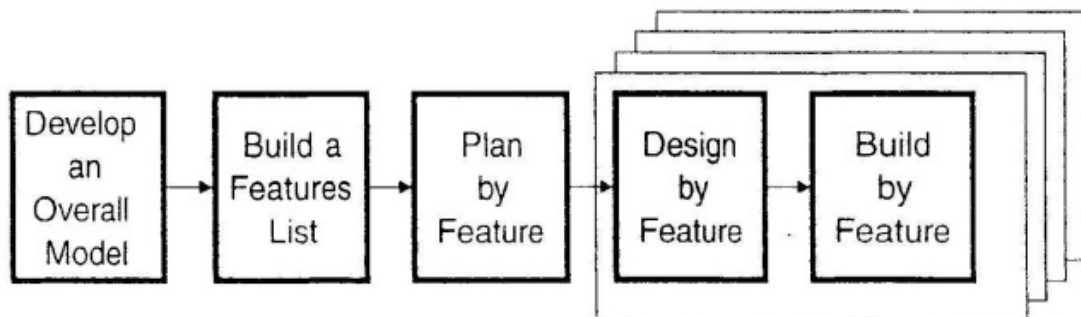 Develop
an
Overall
Model
Build a
Features
List
Plan
by
Feature
Design
by
Feature
Build
by
Feature